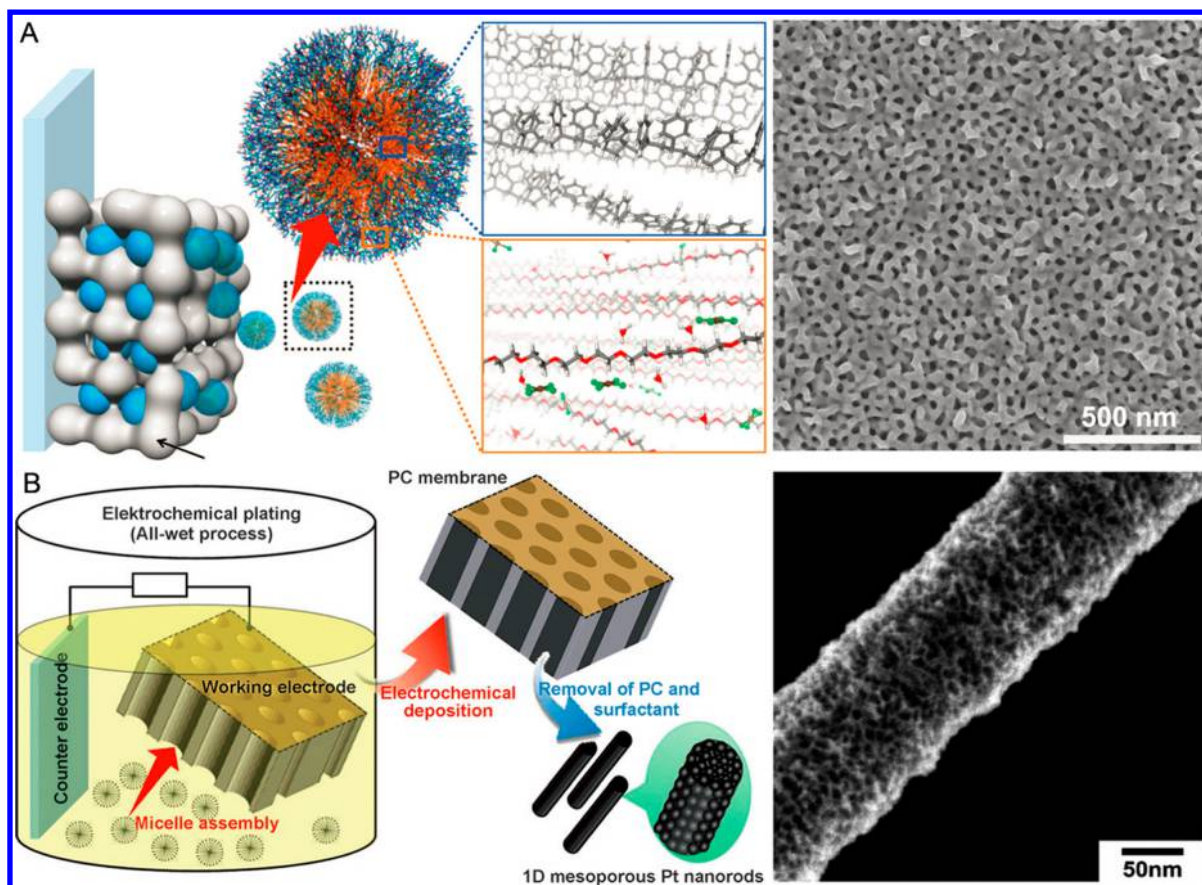 A
500 nm
B
Elektrochemical plating
(All-wet process)
Counter electrode
Working electrode
Micelle assembly
PC membrane
Electrochemical
deposition
Removal of PC and
surfactant
1D mesoporous Pt nanorods
50nm